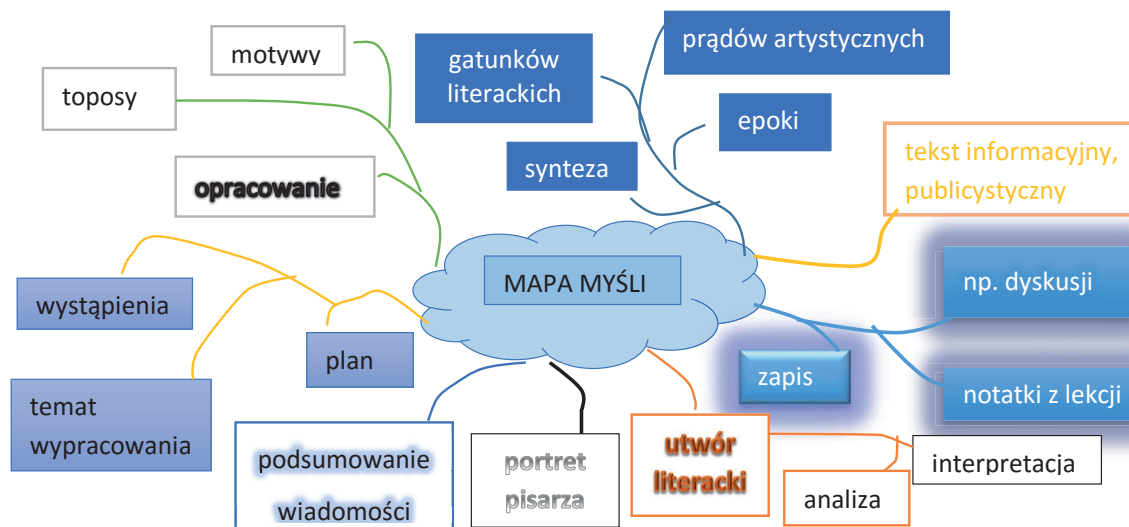 motywy
toposy
opracowanie
gatunków
literackich
prądów artystycznych
epoki
synteza
tekst informacyjny,
publicystyczny
MAPA MYŚLI
np. dyskusji
zapis
notatki z lekcji
wystąpienia
plan
temat
wypracowania
podsumowanie
wiadomości
portret
pisarza
utwór
literacki
analiza
interpretacja